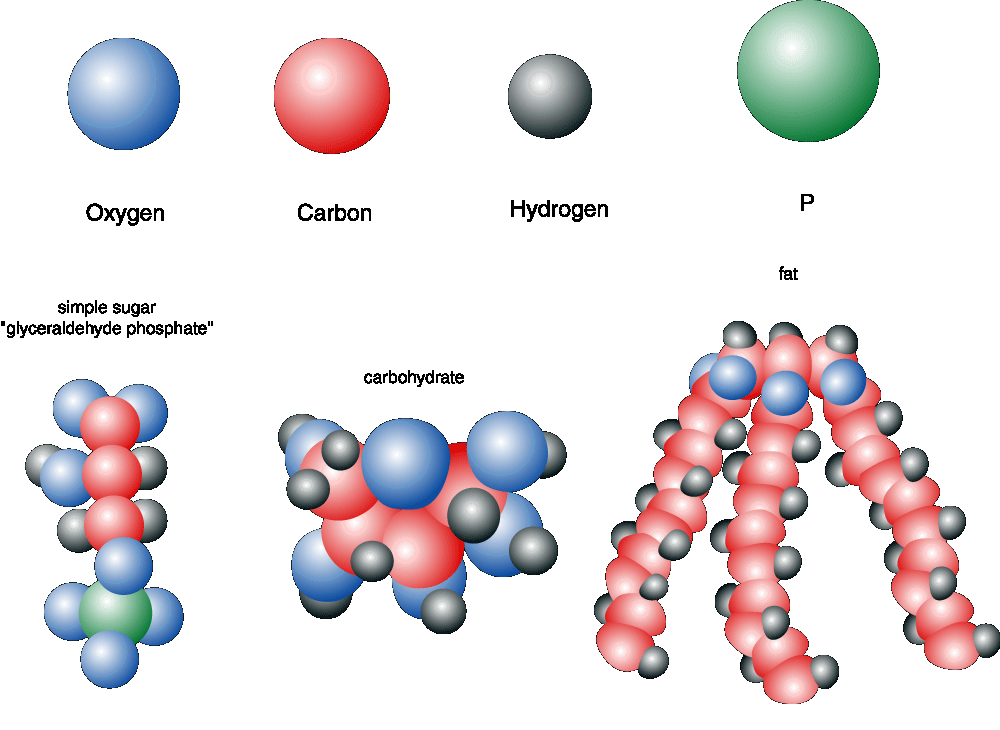 Oxygen
Carbon
Hydrogen
P
fat
simple sugar
"glyceraldehyde phosphate"
carbohydrate